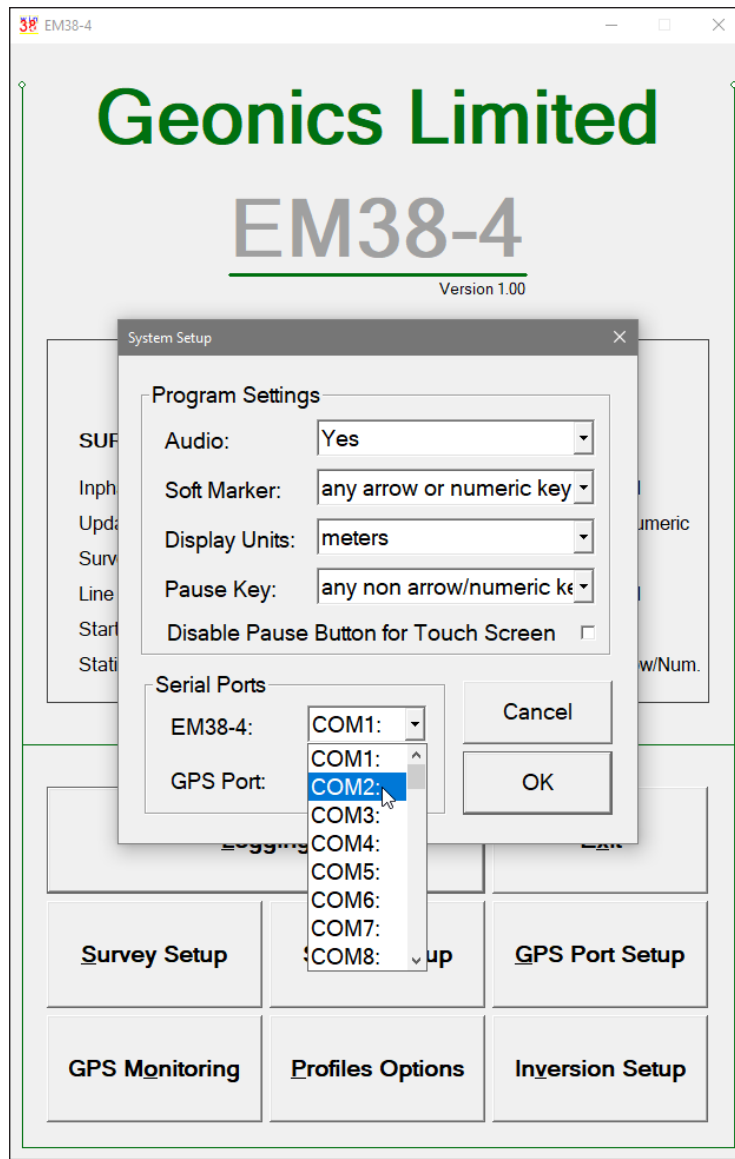 EM38-4
Geonics Limited
EM38-4
Version 1.00
System Setup
Program Settings
SUR
Audio: Yes
Inph
Soft Marker: any arrow or numeric key
Upda
Display Units: meters
umeric
Surv
Line
Pause Key: any non arrow/numeric ke
Start
Disable Pause Button for Touch Screen
Stati
w/Num.
Serial Ports
EM38-4: COM1:
Cancel
COM1:
GPS Port:
COM2:
OK
COM3:
COM4:
COM5:
COM6:
COM7:
COM8:
Exit
Survey Setup
up
GPS Port Setup
GPS Monitoring
Profiles Options
Inversion Setup